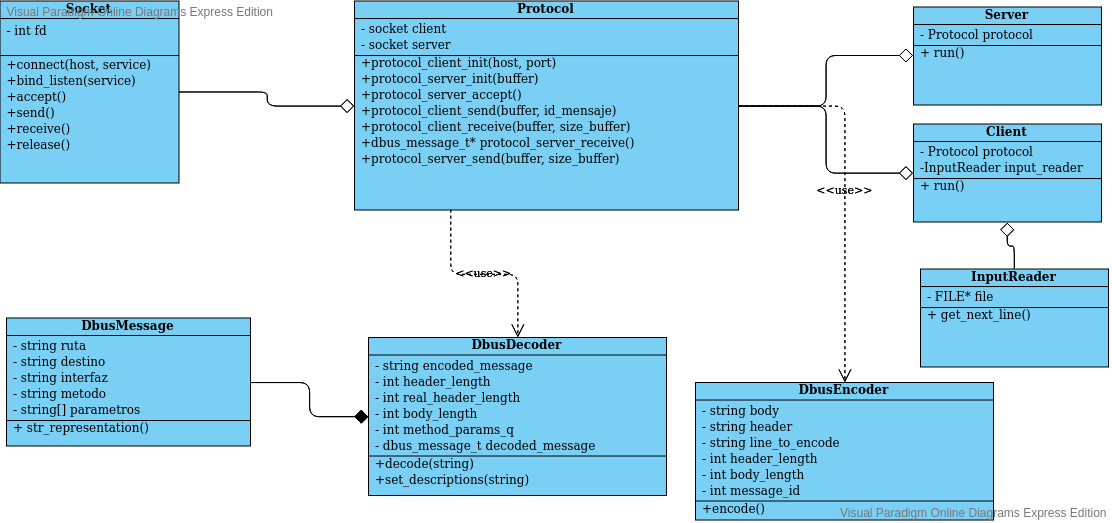 Socket
Visual Paradigm Online Diagrams Express Edition
- int fd
+connect(host, service)
+bind_listen(service)
+accept()
+send()
+receive()
+release()
Protocol
- socket client
- socket server
+protocol_client_init(host, port)
+protocol_server_init(buffer)
+protocol_server_accept()
+protocol_client_send(buffer, id_mensaje)
+protocol_client_receive(buffer, size_buffer)
+dbus_message_t* protocol_server_receive()
+protocol_server_send(buffer, size_buffer)
Server
- Protocol protocol
+ run()
Client
- Protocol protocol
-InputReader input_reader
+ run()
<<use>>
<<use>>
InputReader
- FILE* file
+ get_next_line()
DbusMessage
- string ruta
- string destino
- string interfaz
- string metodo
- string[] parametros
+ str_representation()
DbusDecoder
- string encoded_message
- int header_length
- int real_header_length
- int body_length
- int method_params_q
- dbus_message_t decoded_message
+decode(string)
+set_descriptions(string)
DbusEncoder
- string body
- string header
- string line_to_encode
- int header_length
- int body_length
- int message_id
+encode()
Visual Paradigm Online Diagrams Express Edition